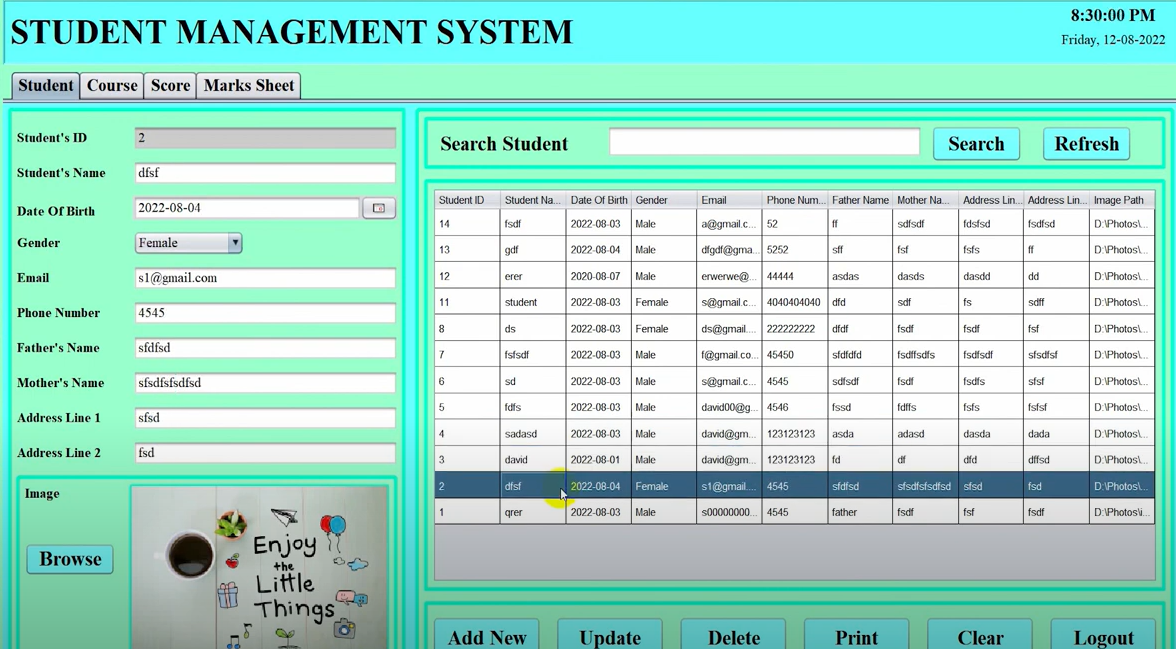 STUDENT MANAGEMENT SYSTEM
8:30:00 PM
Friday, 12-08-2022
Student Course Score Marks Sheet
Student's ID 2
Student's Name dfsf
Date Of Birth 2022-08-04
Gender Female
Email s1@gmail.com
Phone Number 4545
Father's Name sfdfsd
Mother's Name sfsdfsfsdfsd
Address Line 1 sfsd
Address Line 2 fsd
Image
Browse
Enjoy
the
Little
Things
Search Student Search Refresh
Student ID Student Na... Date Of Birth Gender Email Phone Num... Father Name Mother Na... Address Lin... Address Lin... Image Path
14 fsdf 2022-08-03 Male a@gmail.c... 52 ff sdfsdf fdsfsd fsdfsd D:\Photos\...
13 gdf 2022-08-04 Male dfgdf@gma... 5252 sff fsf fsfs ff D:\Photos\...
12 erer 2020-08-07 Male erwerwe@... 44444 asdas dasds dasdd dd D:\Photos\...
11 student 2022-08-03 Female s@gmail.c... 4040404040 dfd sdf fs sdff D:\Photos\...
8 ds 2022-08-03 Female ds@gmail.... 222222222 dfdf fsdf fsdf fsf D:\Photos\...
7 fsfsdf 2022-08-03 Male f@gmail.co... 45450 sfdfdfd fsdffsdfs fsdfsdf sfsdfsf D:\Photos\...
6 sd 2022-08-03 Male s@gmail.c... 4545 sdfsdf fsdf fsdfs sfsf D:\Photos\...
5 fdfs 2022-08-03 Male david00@g... 4546 fssd fdffs fsfs fsfsf D:\Photos\...
4 sadasd 2022-08-03 Male david@gm... 123123123 asda adasd dasda dada D:\Photos\...
3 david 2022-08-01 Male david@gm... 123123123 fd df dfd dffsd D:\Photos\...
2 dfsf 2022-08-04 Female s1@gmail.... 4545 sfdfsd sfsdfsfsdfsd sfsd fsd D:\Photos\...
1 qrer 2022-08-03 Male s00000000... 4545 father fsdf fsf fsdf D:\Photos\i...
Add New Update Delete Print Clear Logout